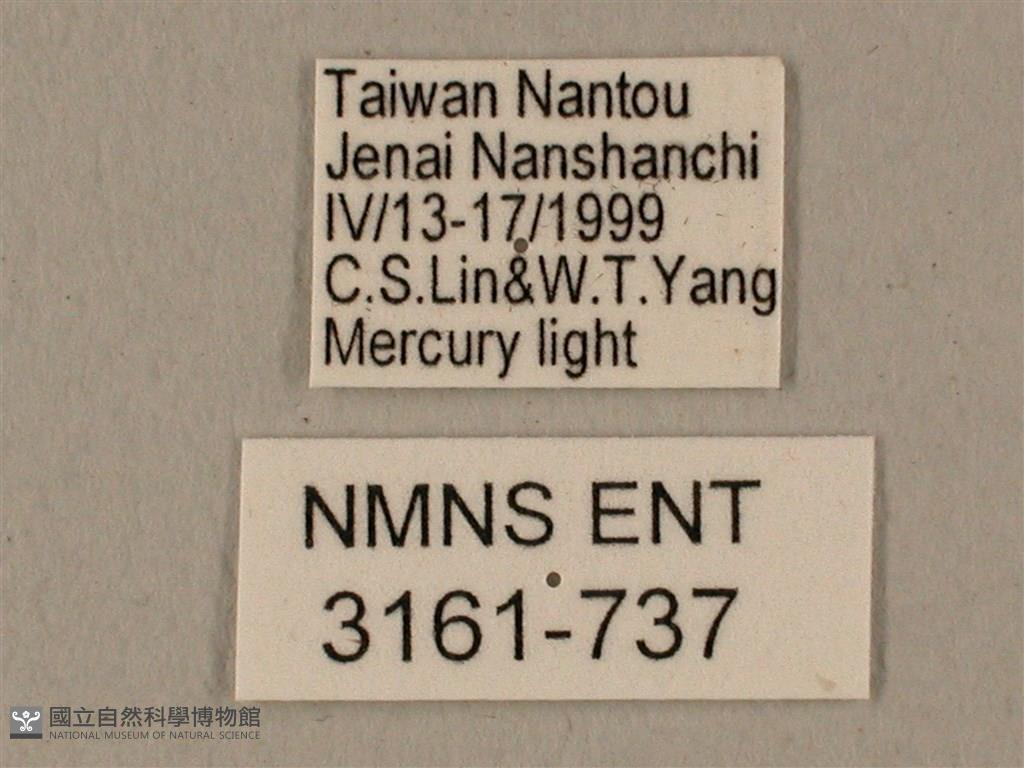 Taiwan Nantou
Jenai Nanshanchi
IV/13-17/1999
C.S.Lin&W.T.Yang
Mercury light
NMNS ENT
3161-737
國立自然科學博物館
NATIONAL MUSEUM OF NATURAL SCIENCE